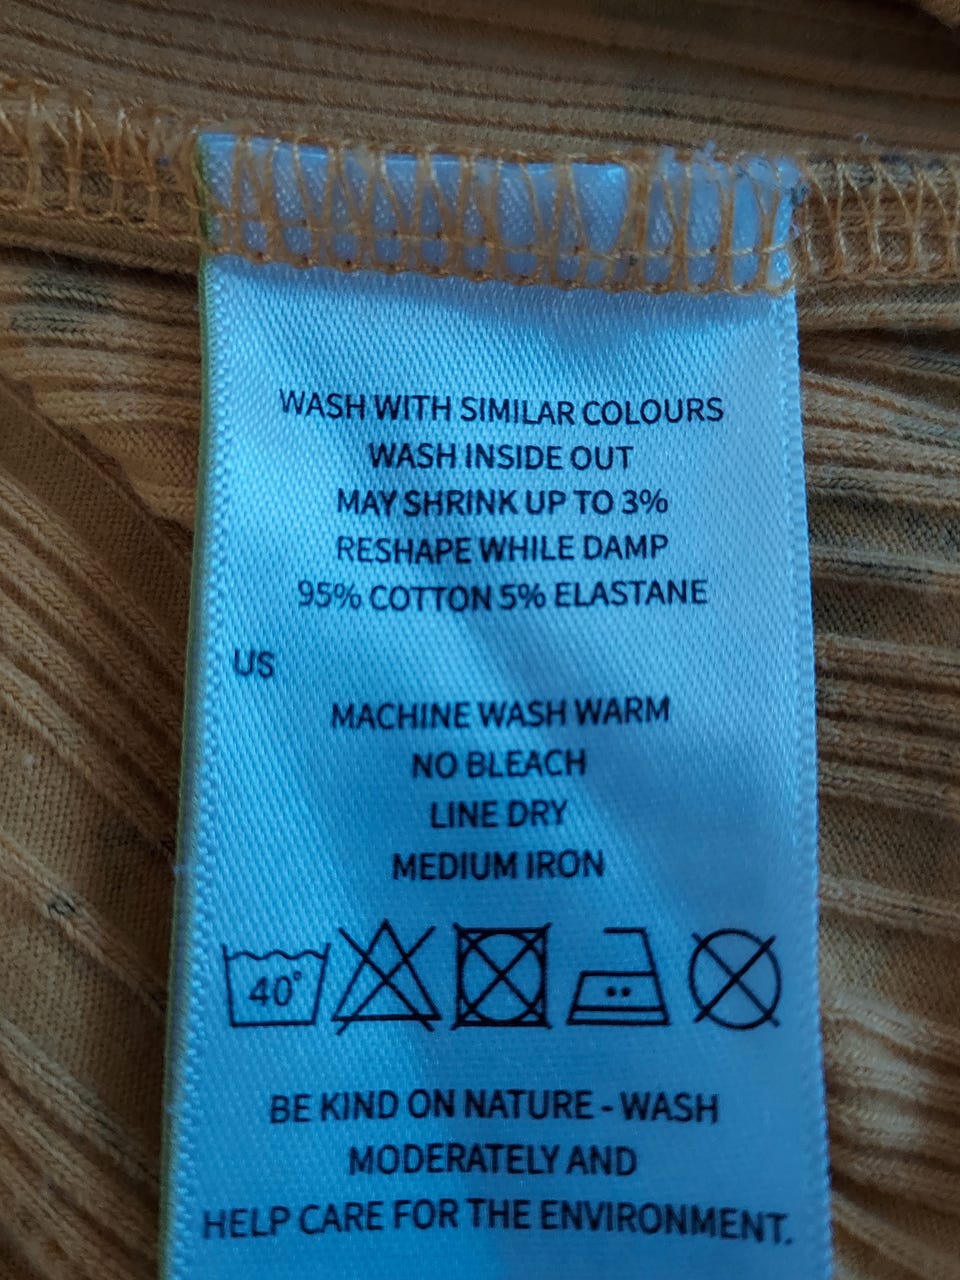 WASH WITH SIMILAR COLOURS
WASH INSIDE OUT
MAY SHRINK UP TO 3%
RESHAPE WHILE DAMP
95% COTTON 5% ELASTANE
US
MACHINE WASH WARM
NO BLEACH
LINE DRY
MEDIUM IRON
40°
BE KIND ON NATURE - WASH
MODERATELY AND
HELP CARE FOR THE ENVIRONMENT.